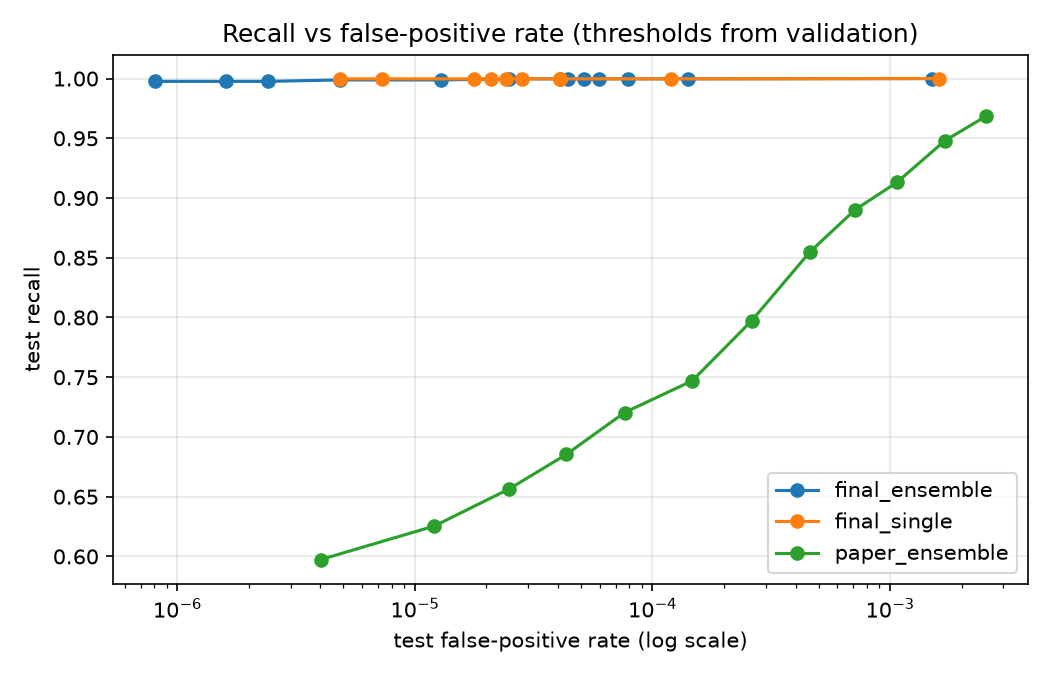 Recall vs false-positive rate (thresholds from validation)
1.00
0.95
0.90
0.85
0.80
0.75
0.70
0.65
0.60
test recall
10⁻⁶
10⁻⁵
10⁻⁴
10⁻³
test false-positive rate (log scale)
final_ensemble
final_single
paper_ensemble